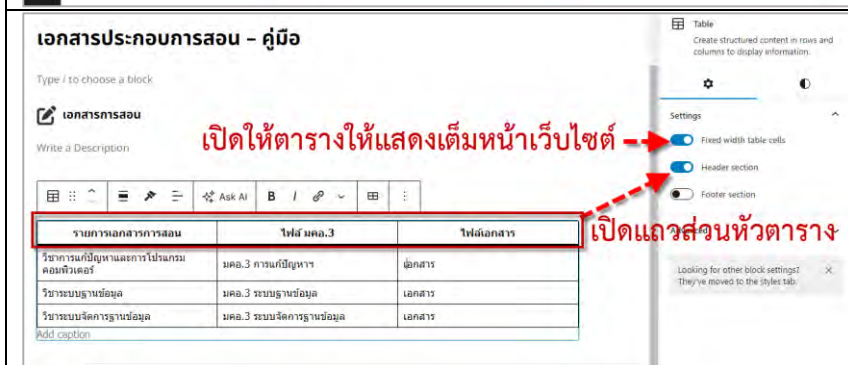 เอกสารประกอบการสอน – คู่มือ
Type / to choose a block
เอกสารการสอน
Write a Description
Ask AI B I
รายการเอกสารการสอน ไฟล์ มคอ.3 ไฟล์เอกสาร
วิชาการแก้ปัญหาและการโปรแกรม
คอมพิวเตอร์ มคอ.3 การแก้ปัญหาฯ เอกสาร
วิชาระบบฐานข้อมูล มคอ.3 ระบบฐานข้อมูล เอกสาร
วิชาระบบจัดการฐานข้อมูล มคอ.3 ระบบจัดการฐานข้อมูล เอกสาร
Add caption
เปิดให้ตารางให้แสดงเต็มหน้าเว็บไซต์
เปิดแถวส่วนหัวตาราง
Table
Create structured content in rows and
columns to display information.
Settings
Fixed width table cells
Header section
Footer section
Looking for other block settings?
They've moved to the styles tab.